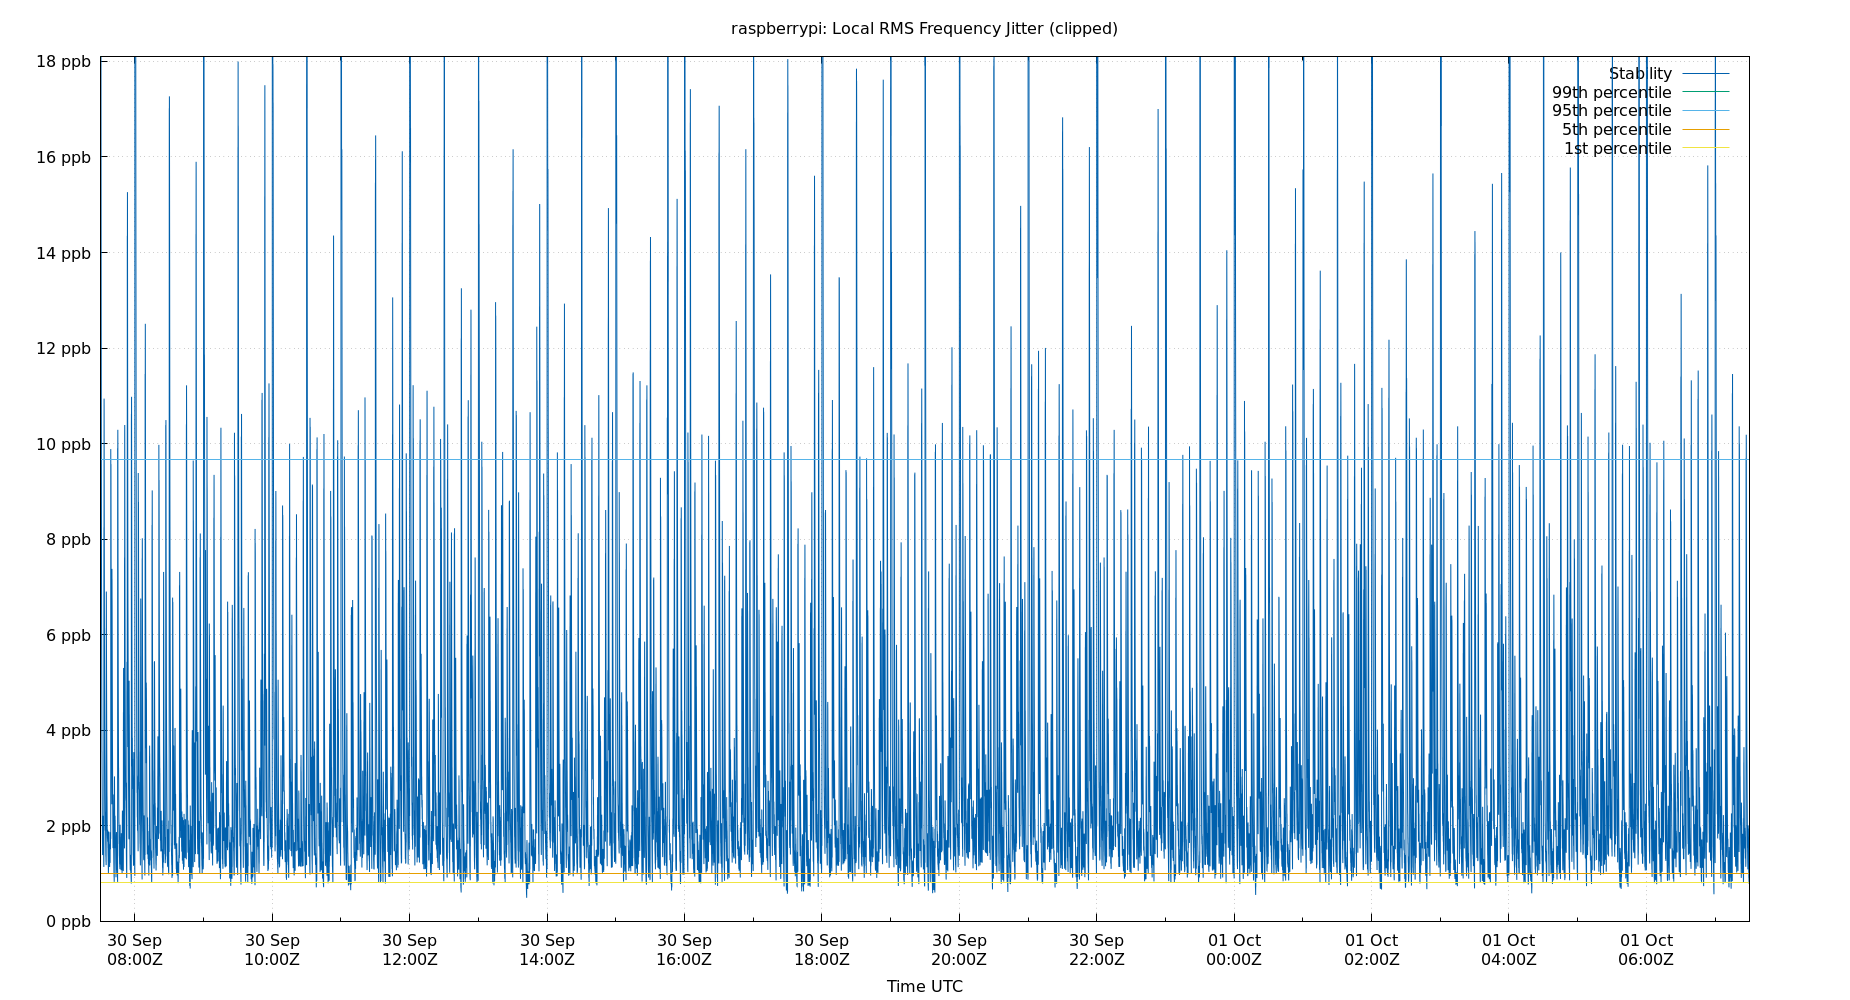 raspberrypi: Local RMS Frequency Jitter (clipped)
18 ppb
16 ppb
14 ppb
12 ppb
10 ppb
8 ppb
6 ppb
4 ppb
2 ppb
0 ppb
Stability
99th percentile
95th percentile
5th percentile
1st percentile
30 Sep 30 Sep 30 Sep 30 Sep 30 Sep 30 Sep 30 Sep 30 Sep 01 Oct 01 Oct 01 Oct 01 Oct
08:00Z 10:00Z 12:00Z 14:00Z 16:00Z 18:00Z 20:00Z 22:00Z 00:00Z 02:00Z 04:00Z 06:00Z
Time UTC